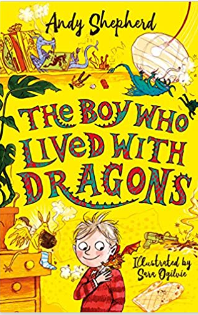 Andy Shepherd
THE BOY WHO
LIVED WITH
DRAGONS
Illustrated by
Sara Ogilvie